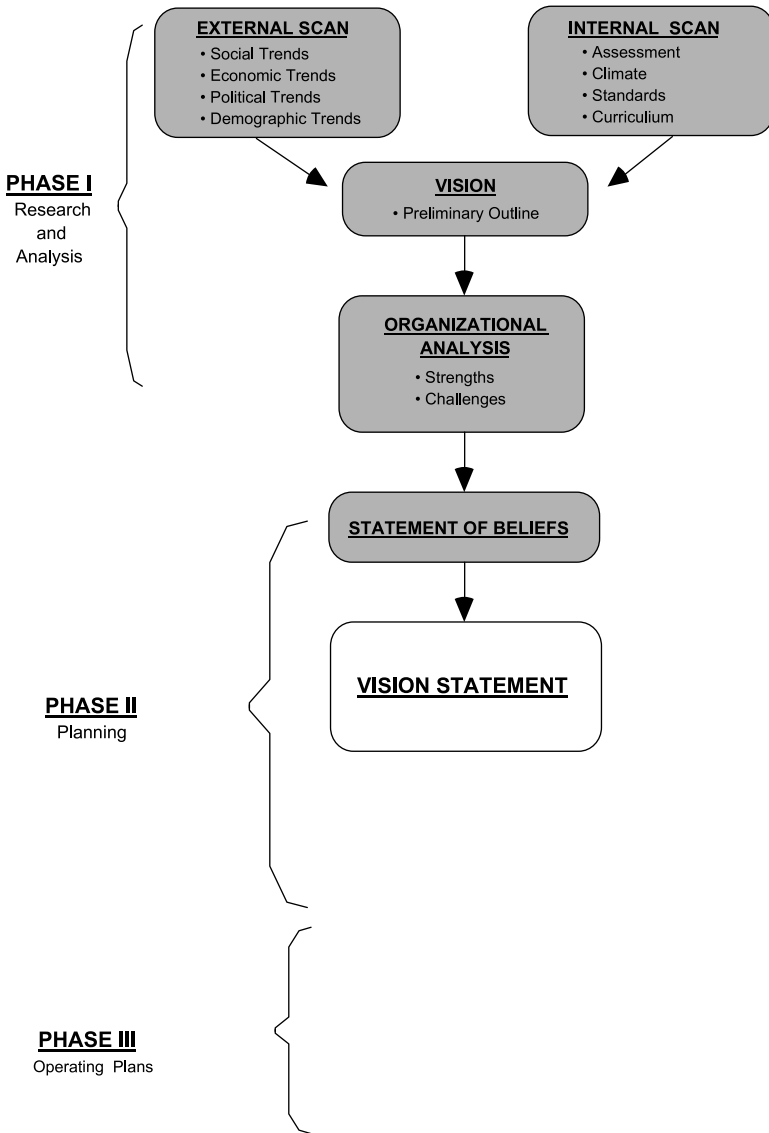 EXTERNAL SCAN
• Social Trends
• Economic Trends
• Political Trends
• Demographic Trends
INTERNAL SCAN
• Assessment
• Climate
• Standards
• Curriculium
PHASE I
Research
and
Analysis
VISION
• Preliminary Outline
ORGANIZATIONAL
ANALYSIS
• Strengths
• Challenges
STATEMENT OF BELIEFS
VISION STATEMENT
PHASE II
Planning
PHASE III
Operating Plans